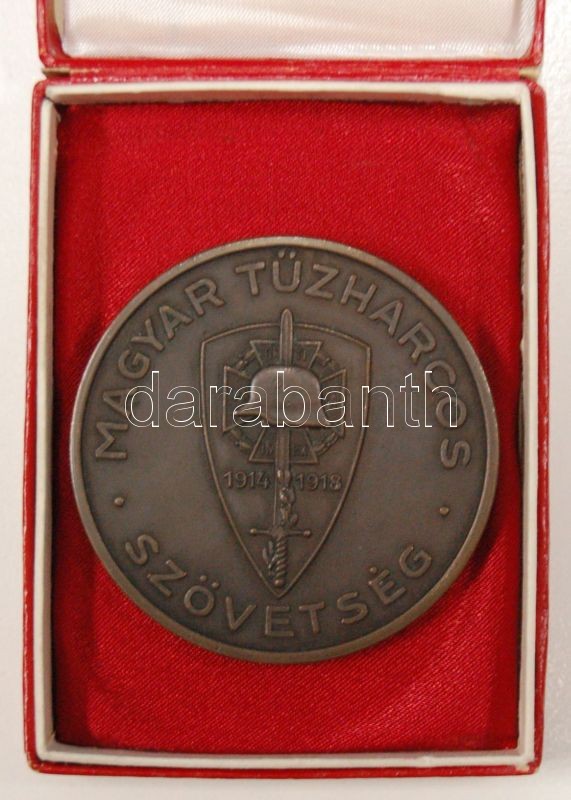 MAGYAR TŰZHARCOS
SZÖVETSÉG
1914 1918
darabanth